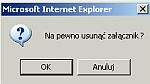 Microsoft Internet Explorer
Na pewno usunąć załącznik ?
OK
Anuluj